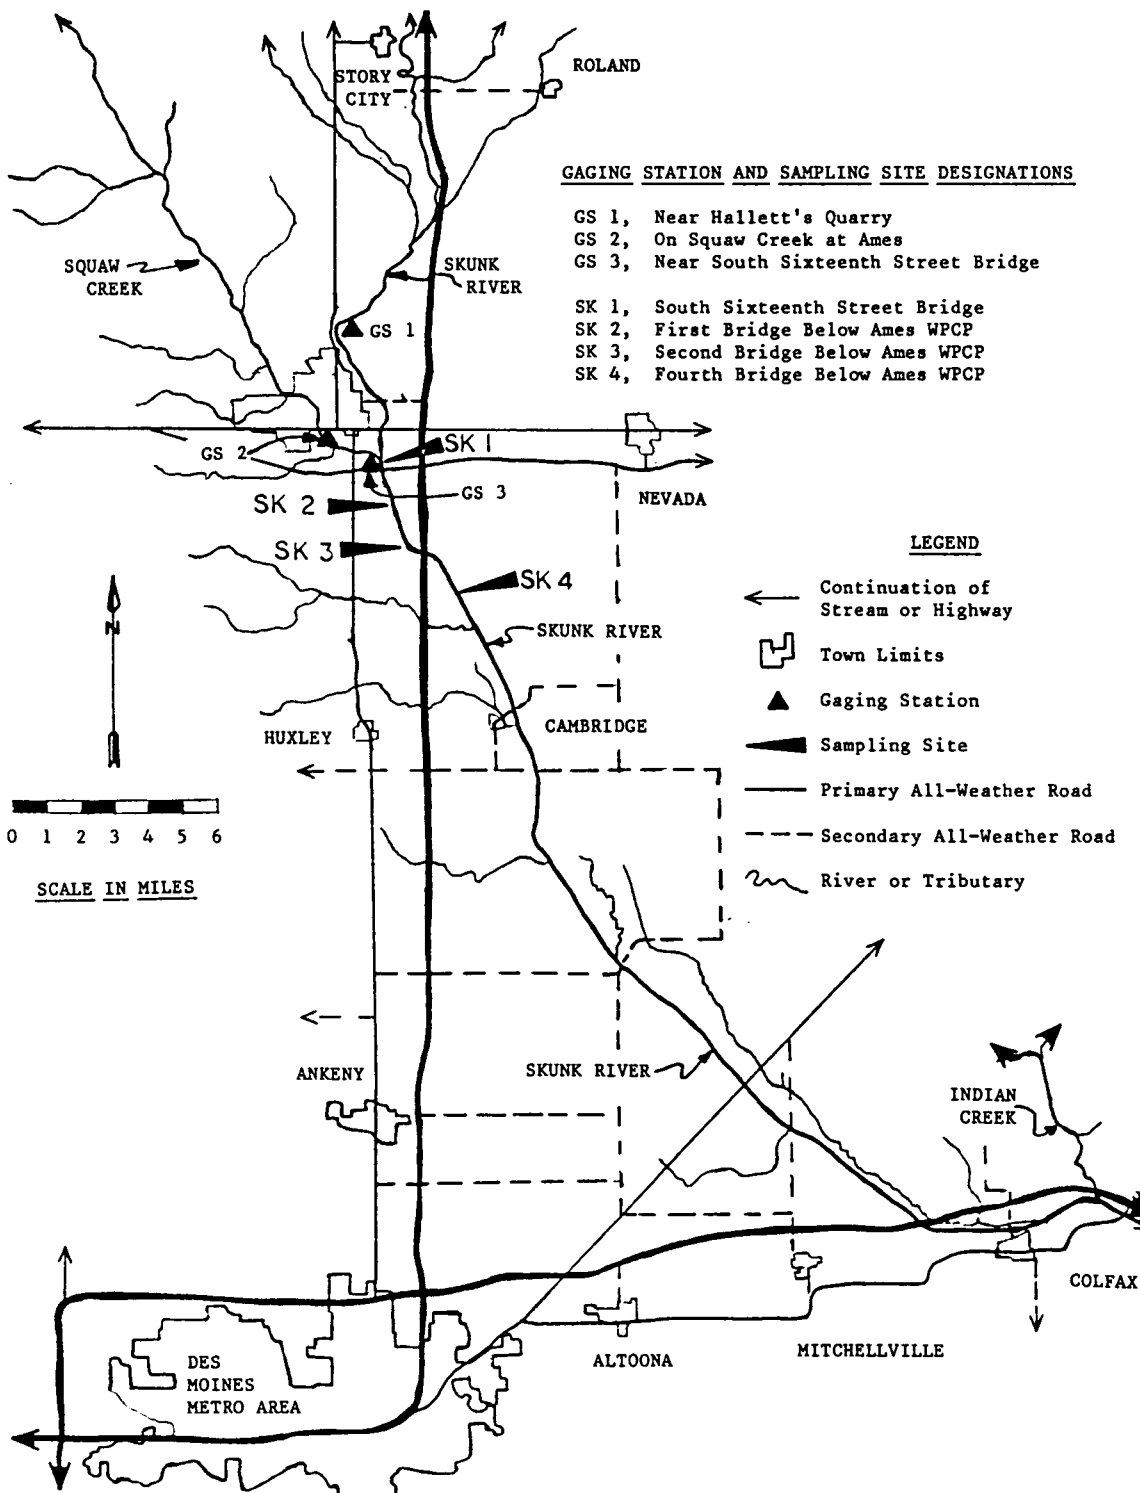 STORY
CITY
ROLAND
GAGING STATION AND SAMPLING SITE DESIGNATIONS
GS 1, Near Hallett's Quarry
GS 2, On Squaw Creek at Ames
GS 3, Near South Sixteenth Street Bridge
SK 1, South Sixteenth Street Bridge
SK 2, First Bridge Below Ames WPCP
SK 3, Second Bridge Below Ames WPCP
SK 4, Fourth Bridge Below Ames WPCP
SQUAW
CREEK
SKUNK
RIVER
GS 1
GS 2
SK 1
GS 3
SK 2
NEVADA
SK 3
SK 4
LEGEND
Continuation of
Stream or Highway
Town Limits
Gaging Station
Sampling Site
Primary All-Weather Road
Secondary All-Weather Road
River or Tributary
N
SKUNK RIVER
HUXLEY
CAMBRIDGE
0 1 2 3 4 5 6
SCALE IN MILES
ANKENY
SKUNK RIVER
INDIAN
CREEK
COLFAX
MITCHELLVILLE
ALTOONA
DES
MOINES
METRO AREA